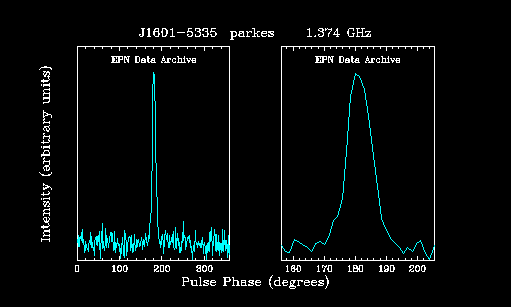 J1601-5335 parkes 1.374 GHz
EPN Data Archive EPN Data Archive
Intensity (arbitrary units)
0 100 200 300 160 170 180 190 200
Pulse Phase (degrees)